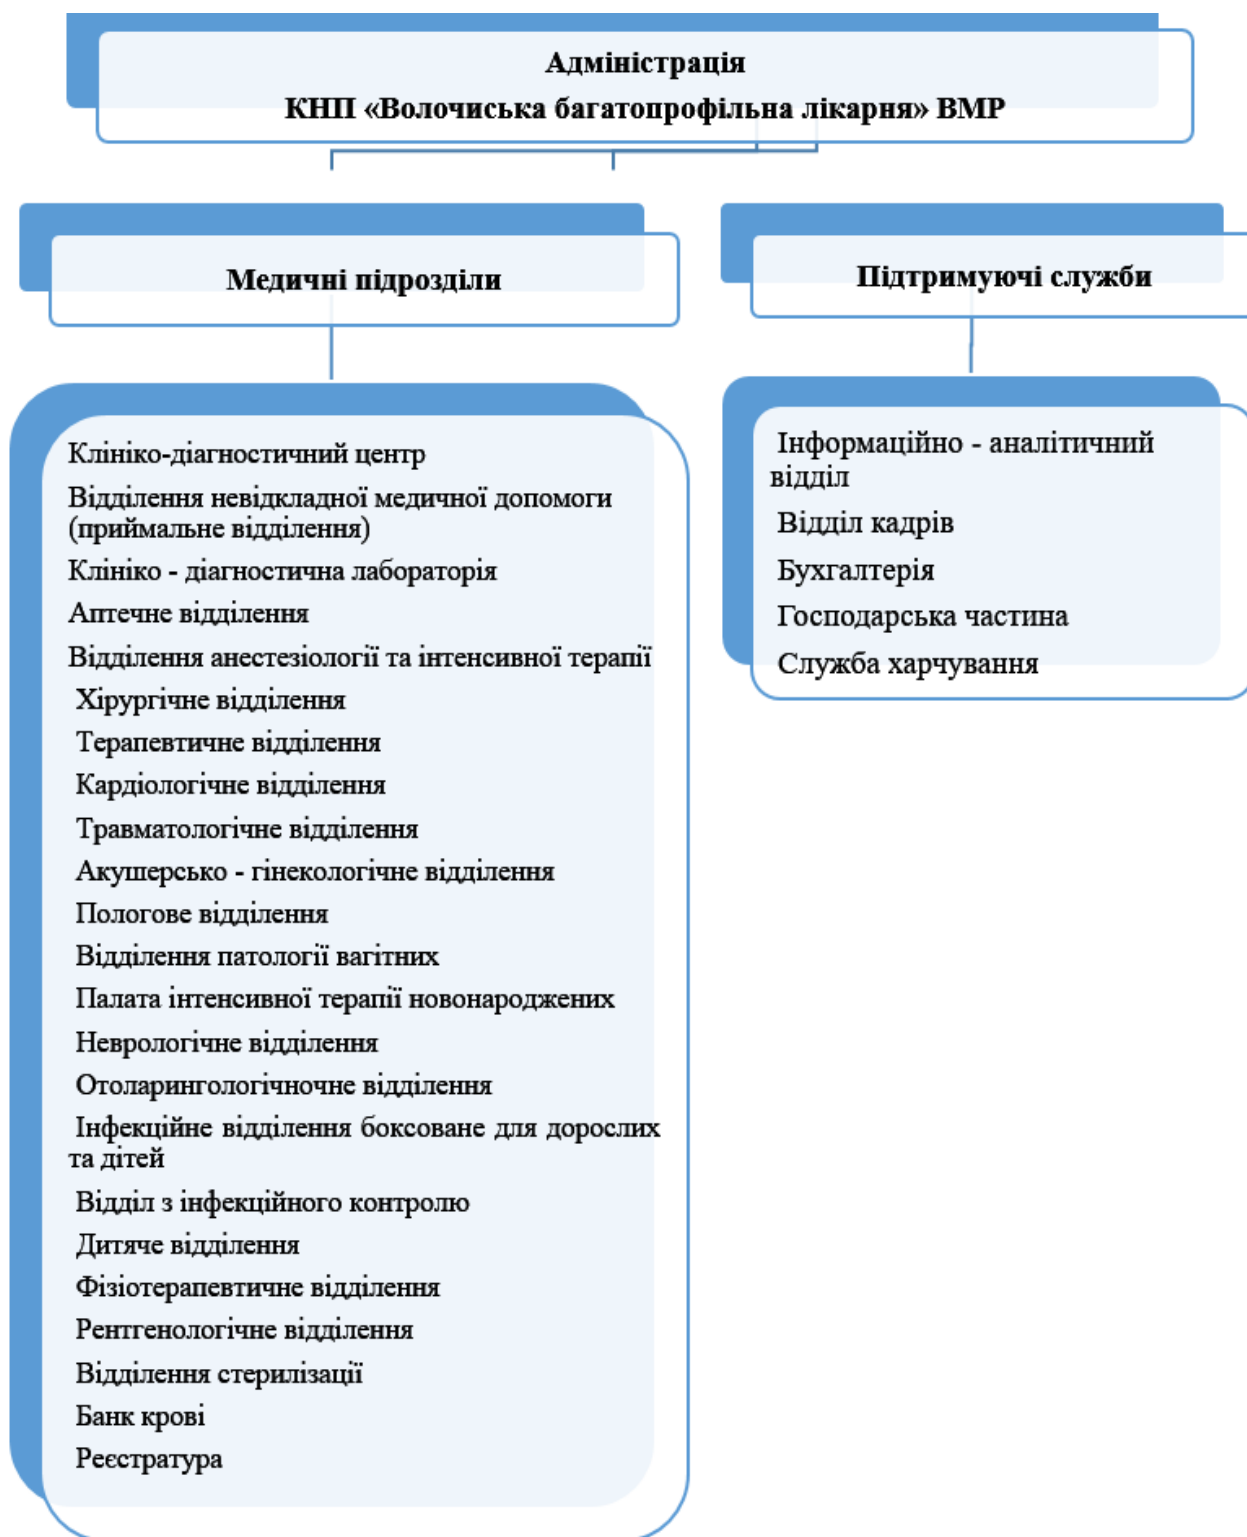 Адміністрація
КНП «Волочиська багатопрофільна лікарня» ВМР
Медичні підрозділи
Клініко-діагностичний центр
Відділення невідкладної медичної допомоги
(приймальне відділення)
Клініко - діагностична лабораторія
Аптечне відділення
Відділення анестезіології та інтенсивної терапії
Хірургічне відділення
Терапевтичне відділення
Кардіологічне відділення
Травматологічне відділення
Акушерсько - гінекологічне відділення
Пологове відділення
Відділення патології вагітних
Палата інтенсивної терапії новонароджених
Неврологічне відділення
Отоларингологічночне відділення
Інфекційне відділення боксоване для дорослих
та дітей
Відділ з інфекційного контролю
Дитяче відділення
Фізіотерапевтичне відділення
Рентгенологічне відділення
Відділення стерилізації
Банк крові
Реєстратура
Підтримуючі служби
Інформаційно - аналітичний
відділ
Відділ кадрів
Бухгалтерія
Господарська частина
Служба харчування